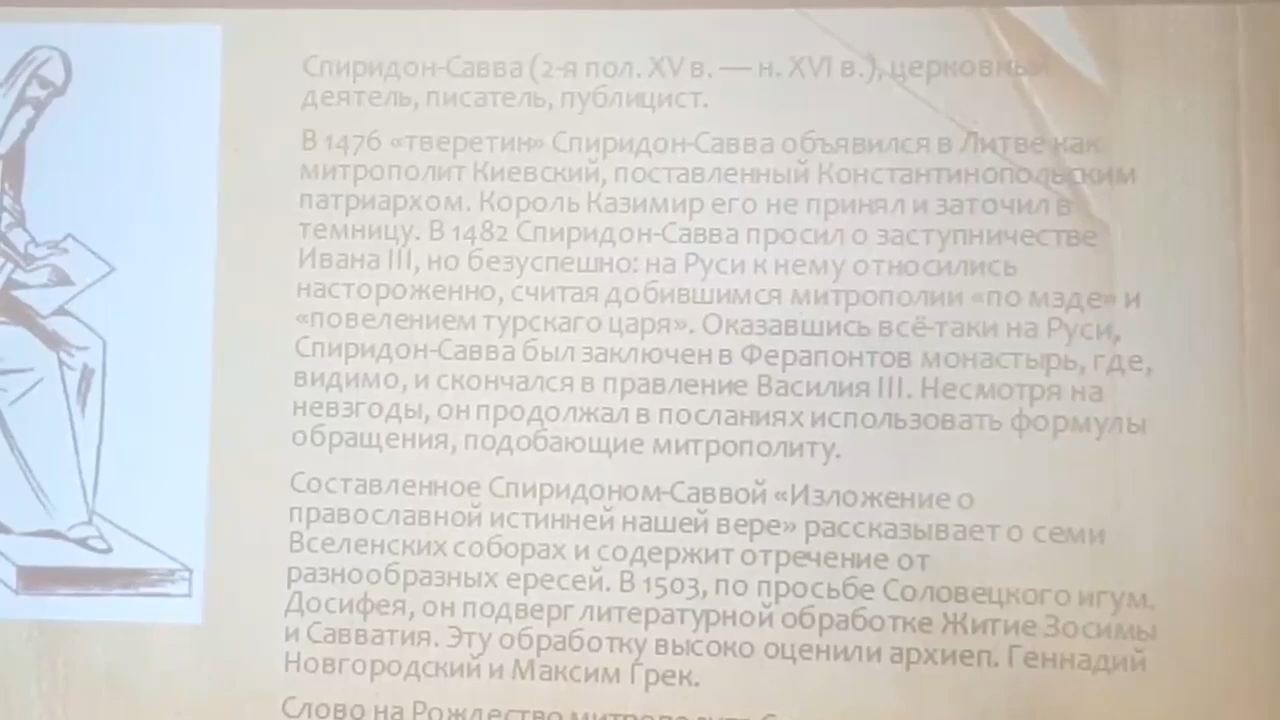 Спиридон-Савва (2-я пол. XV в. — н. XVI в.), церковный
деятель, писатель, публицист.
В 1476 «тверетин» Спиридон-Савва объявился в Литве как
митрополит Киевский, поставленный Константинопольским
патриархом. Король Казимир его не принял и заточил в
темницу. В 1482 Спиридон-Савва просил о заступничестве
Ивана III, но безуспешно: на Руси к нему относились
настороженно, считая добившимся митрополии «по мзде» и
«повелением турскаго царя». Оказавшись всё-таки на Руси,
Спиридон-Савва был заключен в Ферапонтов монастырь, где,
видимо, и скончался в правление Василия III. Несмотря на
невзгоды, он продолжал в посланиях использовать формулы
обращения, подобающие митрополиту.
Составленное Спиридоном-Саввой «Изложение о
православной истинней нашей вере» рассказывает о семи
Вселенских соборах и содержит отречение от
разнообразных ересей. В 1503, по просьбе Соловецкого игум.
Досифея, он подверг литературной обработке Житие Зосимы
и Савватия. Эту обработку высоко оценили архиеп. Геннадий
Новгородский и Максим Грек.
Слово на Рождество